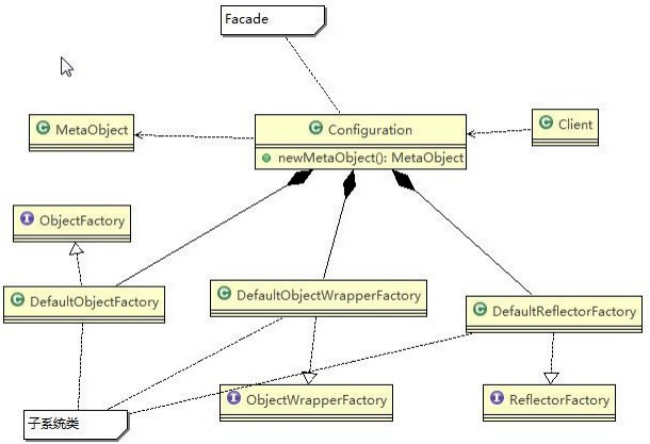 Facade
MetaObject
Configuration
newMetaObject(): MetaObject
Client
ObjectFactory
DefaultObjectFactory
DefaultObjectWrapperFactory
DefaultReflectorFactory
ObjectWrapperFactory
ReflectorFactory
子系统类